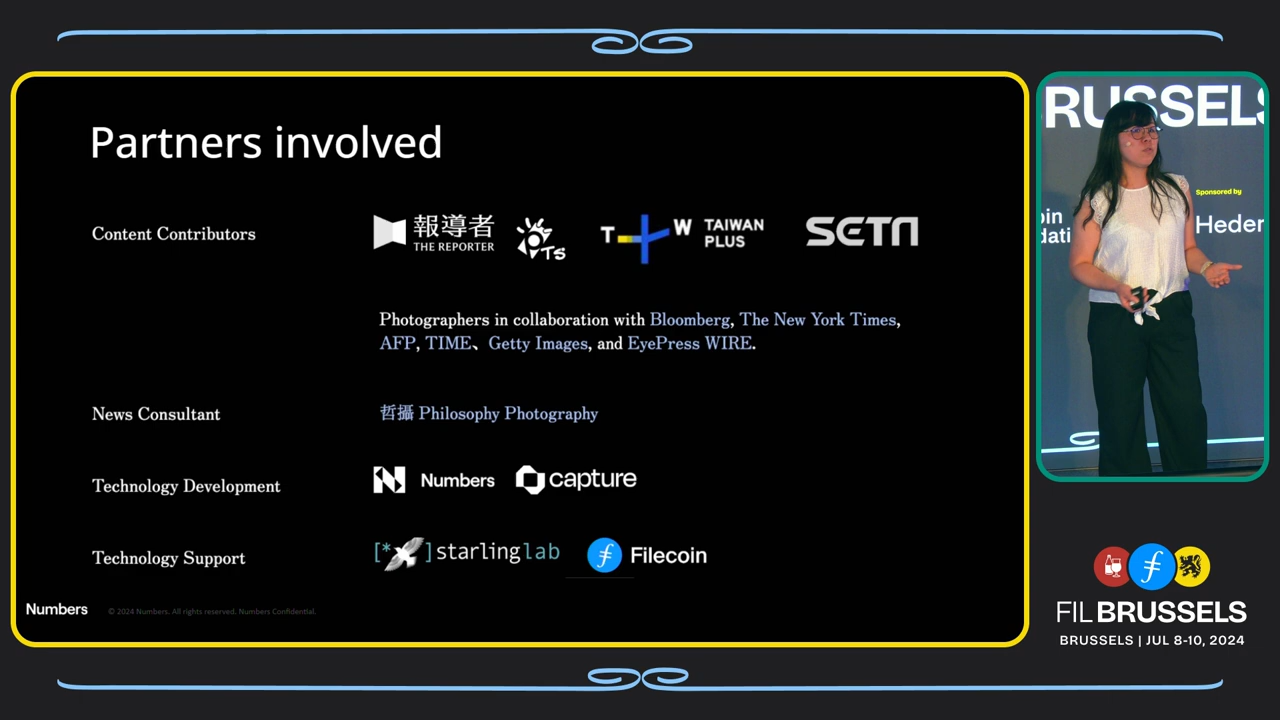 Partners involved
Content Contributors
報導者
THE REPORTER
TS
T W TAIWAN
PLUS
SETN
Photographers in collaboration with Bloomberg, The New York Times,
AFP, TIME、 Getty Images, and EyePress WIRE.
News Consultant
哲攝 Philosophy Photography
Technology Development
N Numbers
capture
Technology Support
[* ]starlinglab
Filecoin
Numbers
© 2024 Numbers. All rights reserved. Numbers Confidential.
BRUSSELS
Sponsored by
Heder
FIL BRUSSELS
BRUSSELS | JUL 8-10, 2024